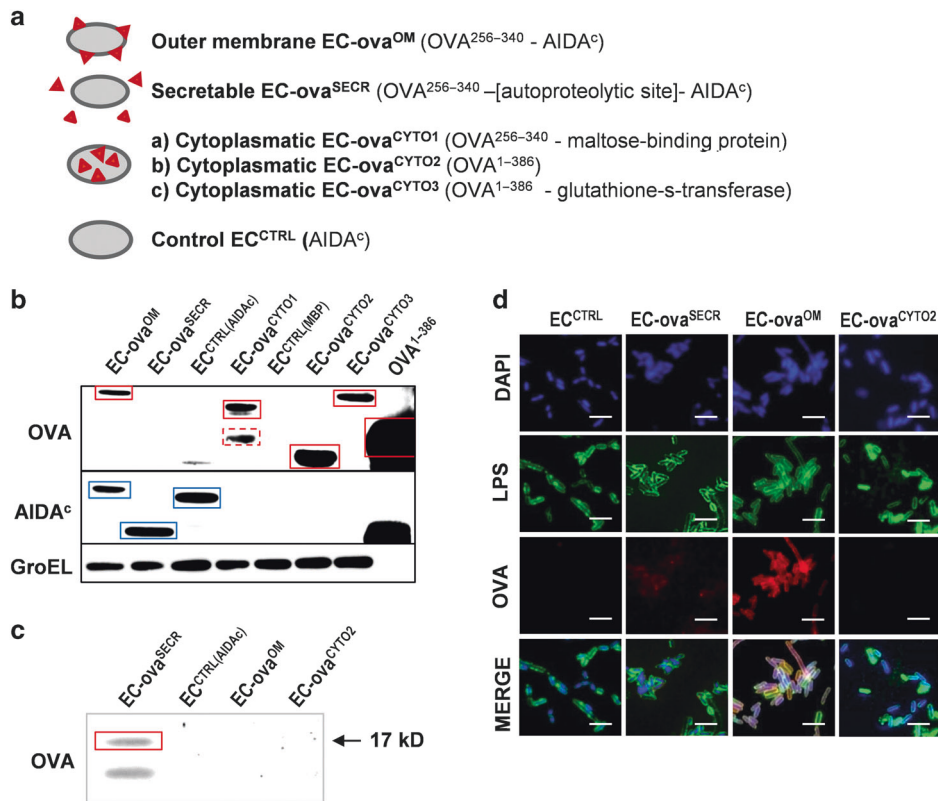 a
Outer membrane EC-ova^OM (OVA^256–340 - AIDA^c)
Secretable EC-ova^SECR (OVA^256–340 –[autoproteolytic site]- AIDA^c)
a) Cytoplasmatic EC-ova^CYTO1 (OVA^256–340 - maltose-binding protein)
b) Cytoplasmatic EC-ova^CYTO2 (OVA^1–386)
c) Cytoplasmatic EC-ova^CYTO3 (OVA^1–386 - glutathione-s-transferase)
Control EC^CTRL (AIDA^c)
b
EC-ova^OM
EC-ova^SECR
EC^CTRL(AIDAc)
EC-ova^CYTO1
EC^CTRL(MBP)
EC-ova^CYTO2
EC-ova^CYTO3
OVA^1–386
OVA
AIDA^c
GroEL
c
EC-ova^SECR
EC^CTRL(AIDAc)
EC-ova^OM
EC-ova^CYTO2
OVA
17 kD
d
EC^CTRL
EC-ova^SECR
EC-ova^OM
EC-ova^CYTO2
DAPI
LPS
OVA
MERGE